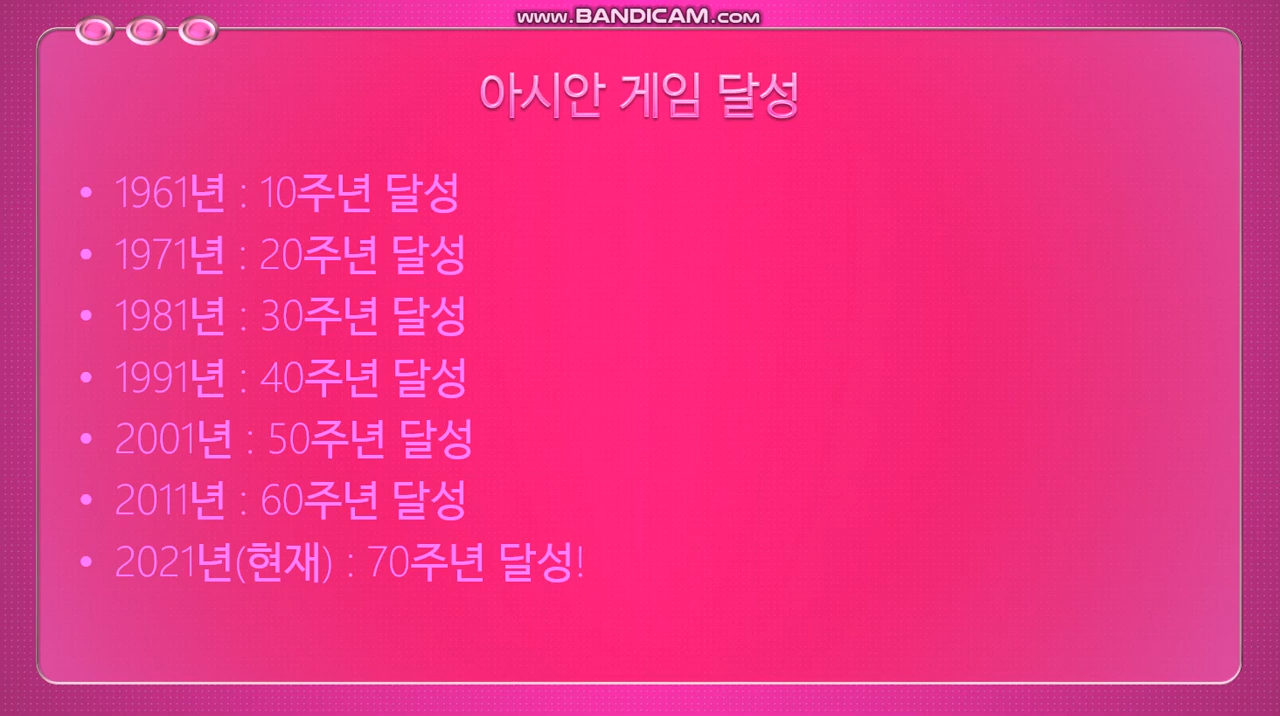 www.BANDICAM.com
아시안 게임 달성
• 1961년 : 10주년 달성
• 1971년 : 20주년 달성
• 1981년 : 30주년 달성
• 1991년 : 40주년 달성
• 2001년 : 50주년 달성
• 2011년 : 60주년 달성
• 2021년(현재) : 70주년 달성!